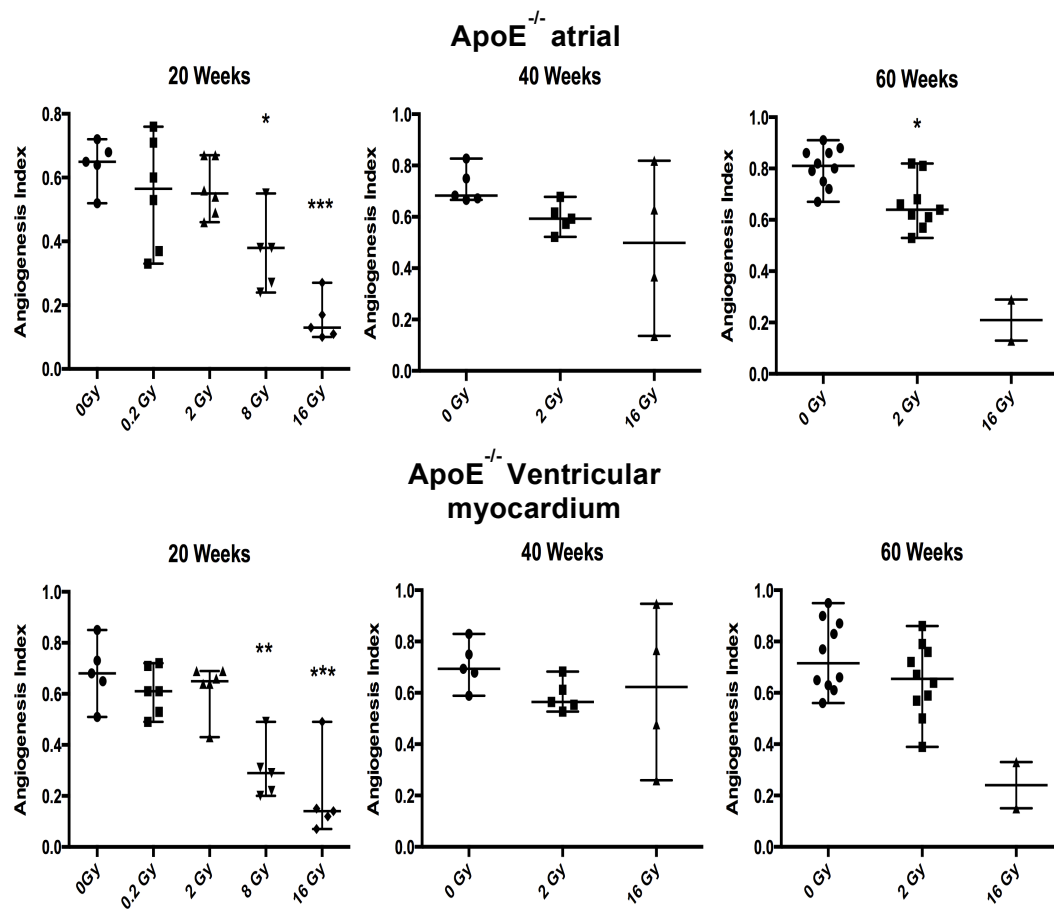 ApoE-/- atrial
20 Weeks
40 Weeks
60 Weeks
Angiogenesis Index
0.8
0.6
0.4
0.2
0.0
*
***
0Gy
0.2 Gy
2 Gy
8 Gy
16 Gy
Angiogenesis Index
1.0
0.8
0.6
0.4
0.2
0.0
0 Gy
2 Gy
16 Gy
Angiogenesis Index
1.0
0.8
0.6
0.4
0.2
0.0
*
0 Gy
2 Gy
16 Gy
ApoE-/- Ventricular
myocardium
20 Weeks
40 Weeks
60 Weeks
Angiogenesis Index
1.0
0.8
0.6
0.4
0.2
0.0
**
***
0Gy
0.2 Gy
2 Gy
8 Gy
16 Gy
Angiogenesis Index
1.0
0.8
0.6
0.4
0.2
0.0
0 Gy
2 Gy
16 Gy
Angiogenesis Index
1.0
0.8
0.6
0.4
0.2
0.0
0 Gy
2 Gy
16 Gy